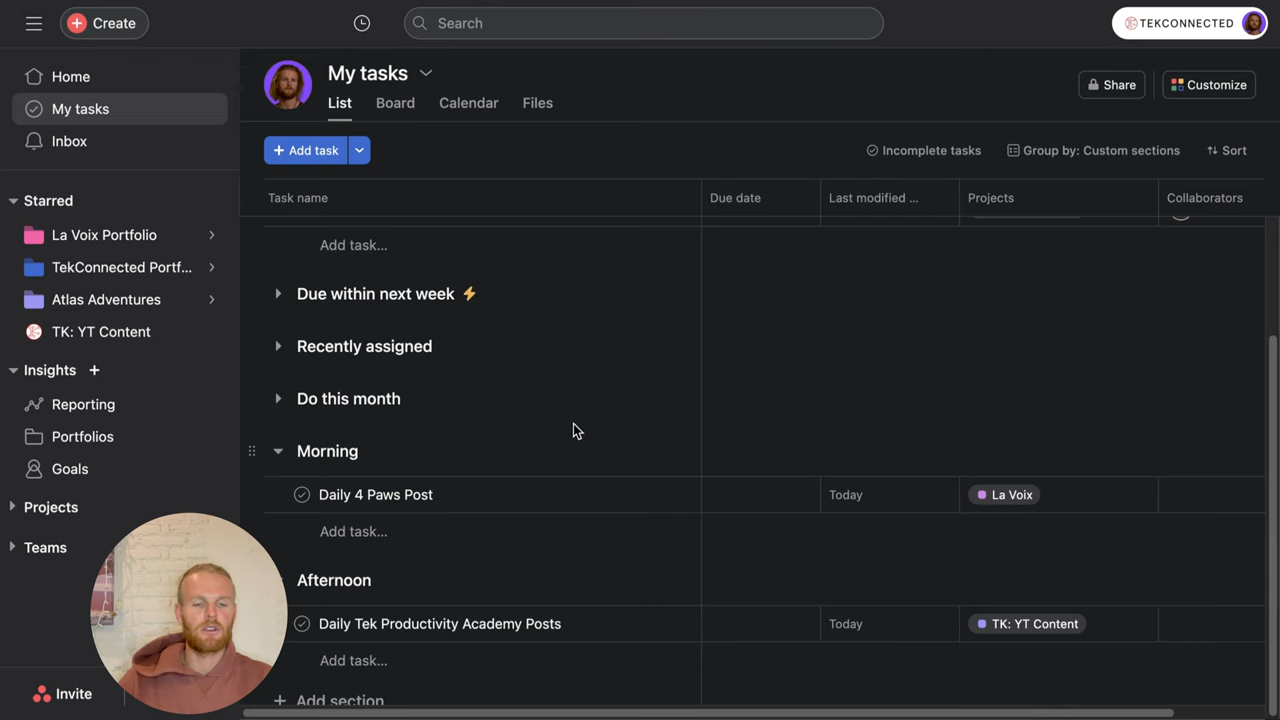 Create
Search
TEKCONNECTED
Home
My tasks
Inbox
Starred
La Voix Portfolio
TekConnected Portf...
Atlas Adventures
TK: YT Content
Insights
Reporting
Portfolios
Goals
Projects
Teams
Invite
My tasks
List Board Calendar Files
Share
Customize
+ Add task
Incomplete tasks
Group by: Custom sections
Sort
Task name Due date Last modified ... Projects Collaborators
Add task...
Due within next week
Recently assigned
Do this month
Morning
Daily 4 Paws Post Today La Voix
Add task...
Afternoon
Daily Tek Productivity Academy Posts Today TK: YT Content
Add task...
+ Add section